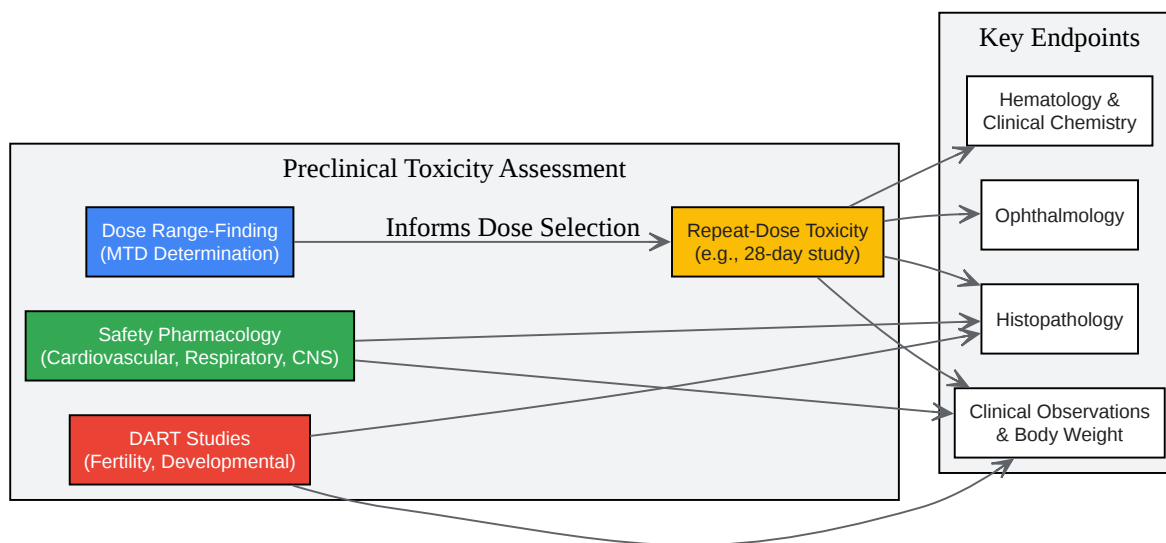 Key Endpoints
Hematology &
Clinical Chemistry
Preclinical Toxicity Assessment
Dose Range-Finding
(MTD Determination)
Informs Dose Selection
Repeat-Dose Toxicity
(e.g., 28-day study)
Ophthalmology
Safety Pharmacology
(Cardiovascular, Respiratory, CNS)
Histopathology
DART Studies
(Fertility, Developmental)
Clinical Observations
& Body Weight